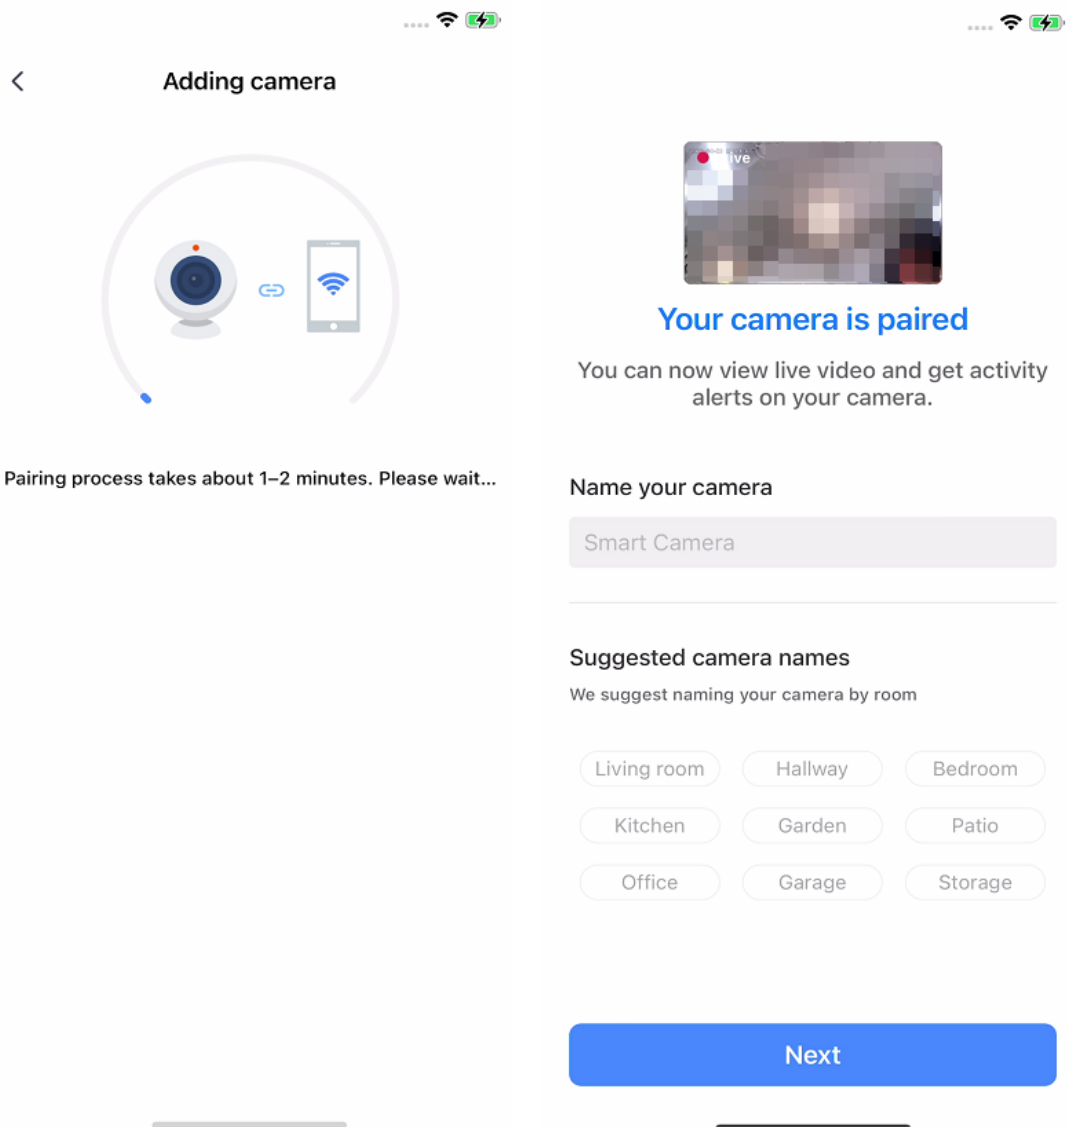 Adding camera
Pairing process takes about 1–2 minutes. Please wait...
Your camera is paired
You can now view live video and get activity
alerts on your camera.
Name your camera
Smart Camera
Suggested camera names
We suggest naming your camera by room
Living room
Hallway
Bedroom
Kitchen
Garden
Patio
Office
Garage
Storage
Next